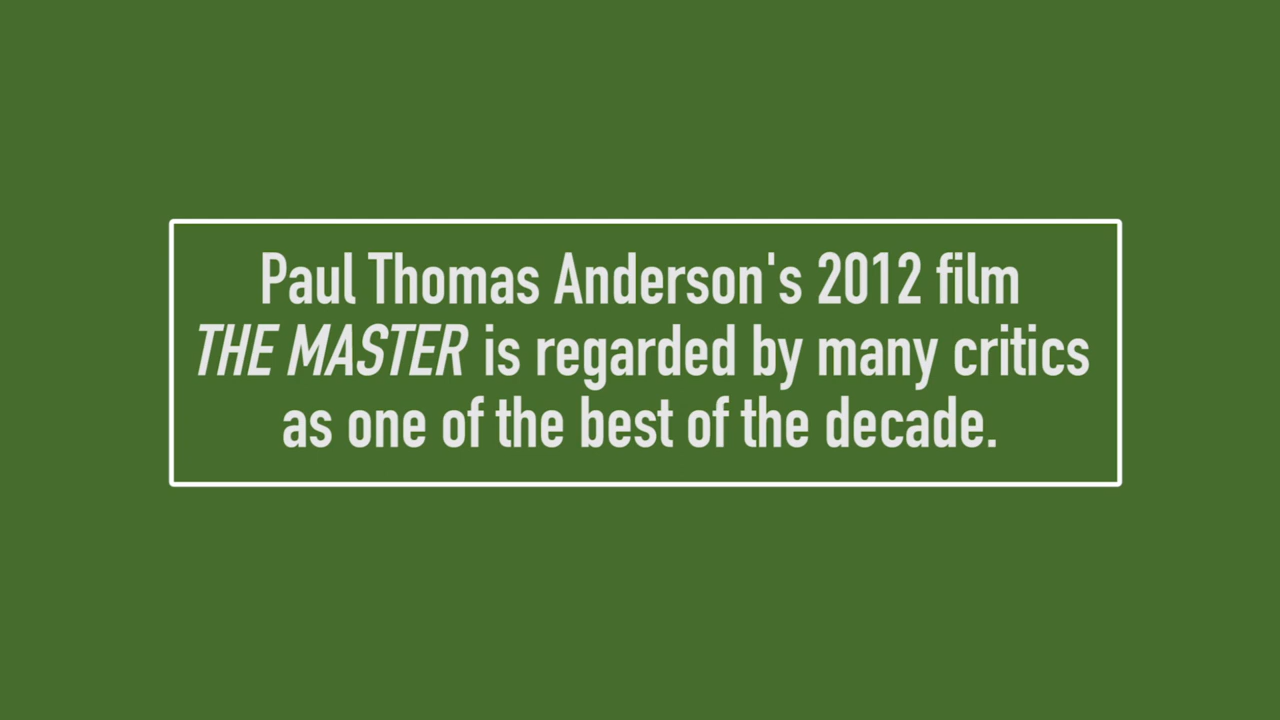 Paul Thomas Anderson's 2012 film
THE MASTER is regarded by many critics
as one of the best of the decade.